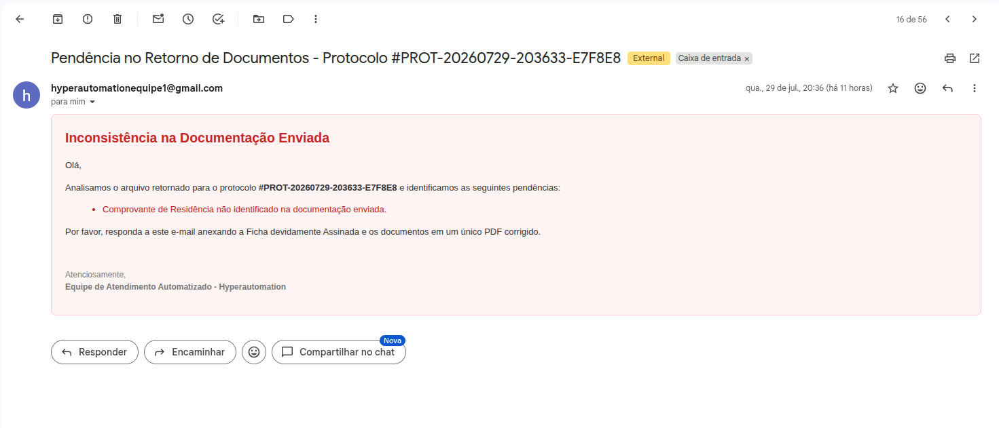 16 de 56
Pendência no Retorno de Documentos - Protocolo #PROT-20260729-203633-E7F8E8 External Caixa de entrada ×
h
hyperautomationequipe1@gmail.com qua., 29 de jul., 20:36 (há 11 horas)
para mim
Inconsistência na Documentação Enviada
Olá,
Analisamos o arquivo retornado para o protocolo #PROT-20260729-203633-E7F8E8 e identificamos as seguintes pendências:
• Comprovante de Residência não identificado na documentação enviada.
Por favor, responda a este e-mail anexando a Ficha devidamente Assinada e os documentos em um único PDF corrigido.
Atenciosamente,
Equipe de Atendimento Automatizado - Hyperautomation
Nova
Responder Encaminhar Compartilhar no chat